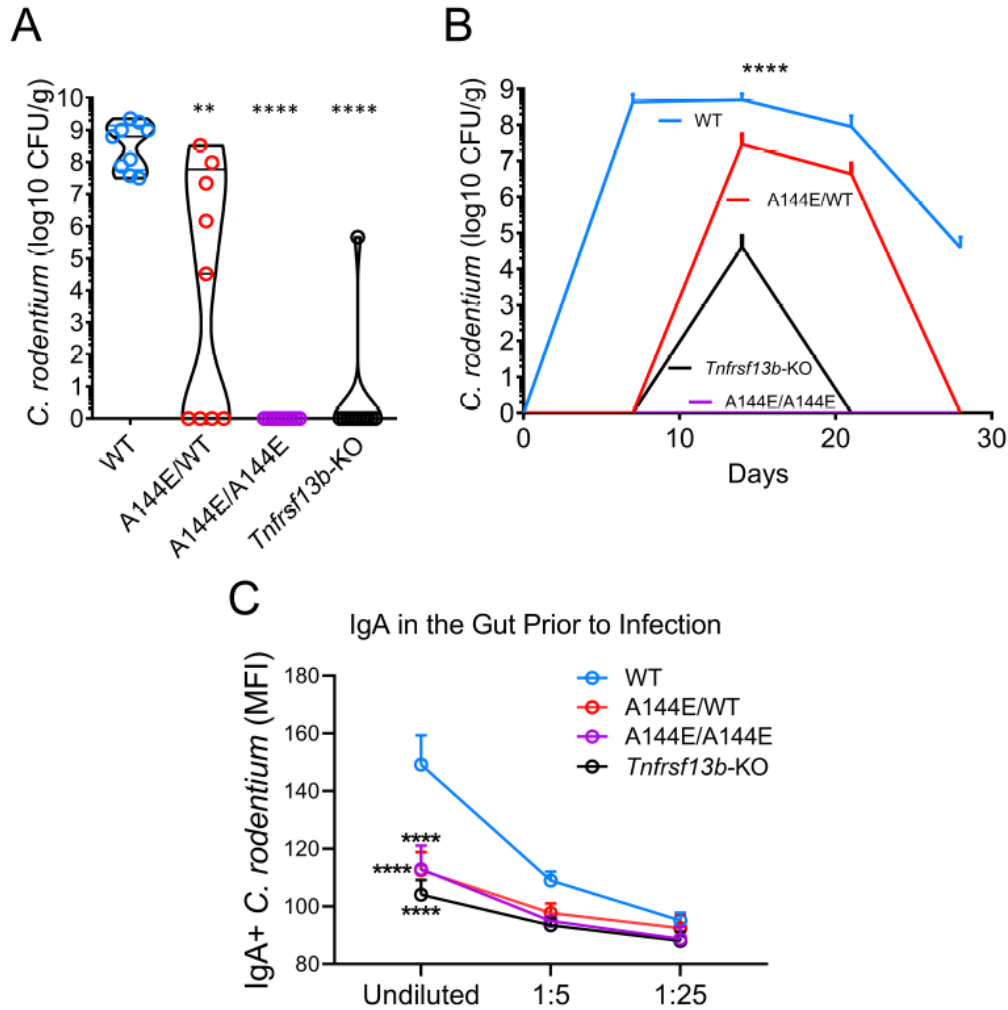 A
C. rodentium (log10 CFU/g)
10
9
8
7
6
5
4
3
2
1
0
** **** ****
WT
A144E/WT
A144E/A144E
Tnfrsf13b-KO
B
C. rodentium (log10 CFU/g)
9
8
7
6
5
4
3
2
1
0
****
WT
A144E/WT
Tnfrsf13b-KO
A144E/A144E
0 10 20 30
Days
C
IgA in the Gut Prior to Infection
IgA+ C. rodentium (MFI)
180
160
140
120
100
80
WT
A144E/WT
A144E/A144E
Tnfrsf13b-KO
****
****
****
Undiluted 1:5 1:25